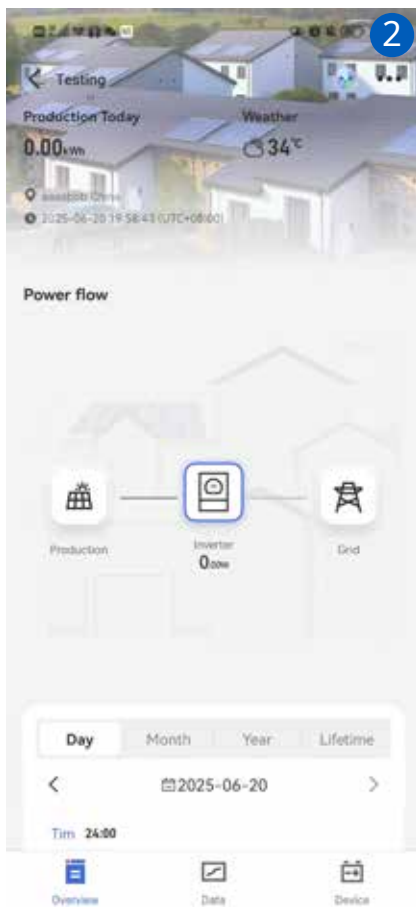 2
Testing
Production Today
Weather
0.00kWh
34℃
2025-06-20 19:58:43 (UTC+08:00)
Power flow
Production
Inverter
Grid
0.00W
Day
Month
Year
Lifetime
2025-06-20
Tim 24:00
Overview
Data
Device